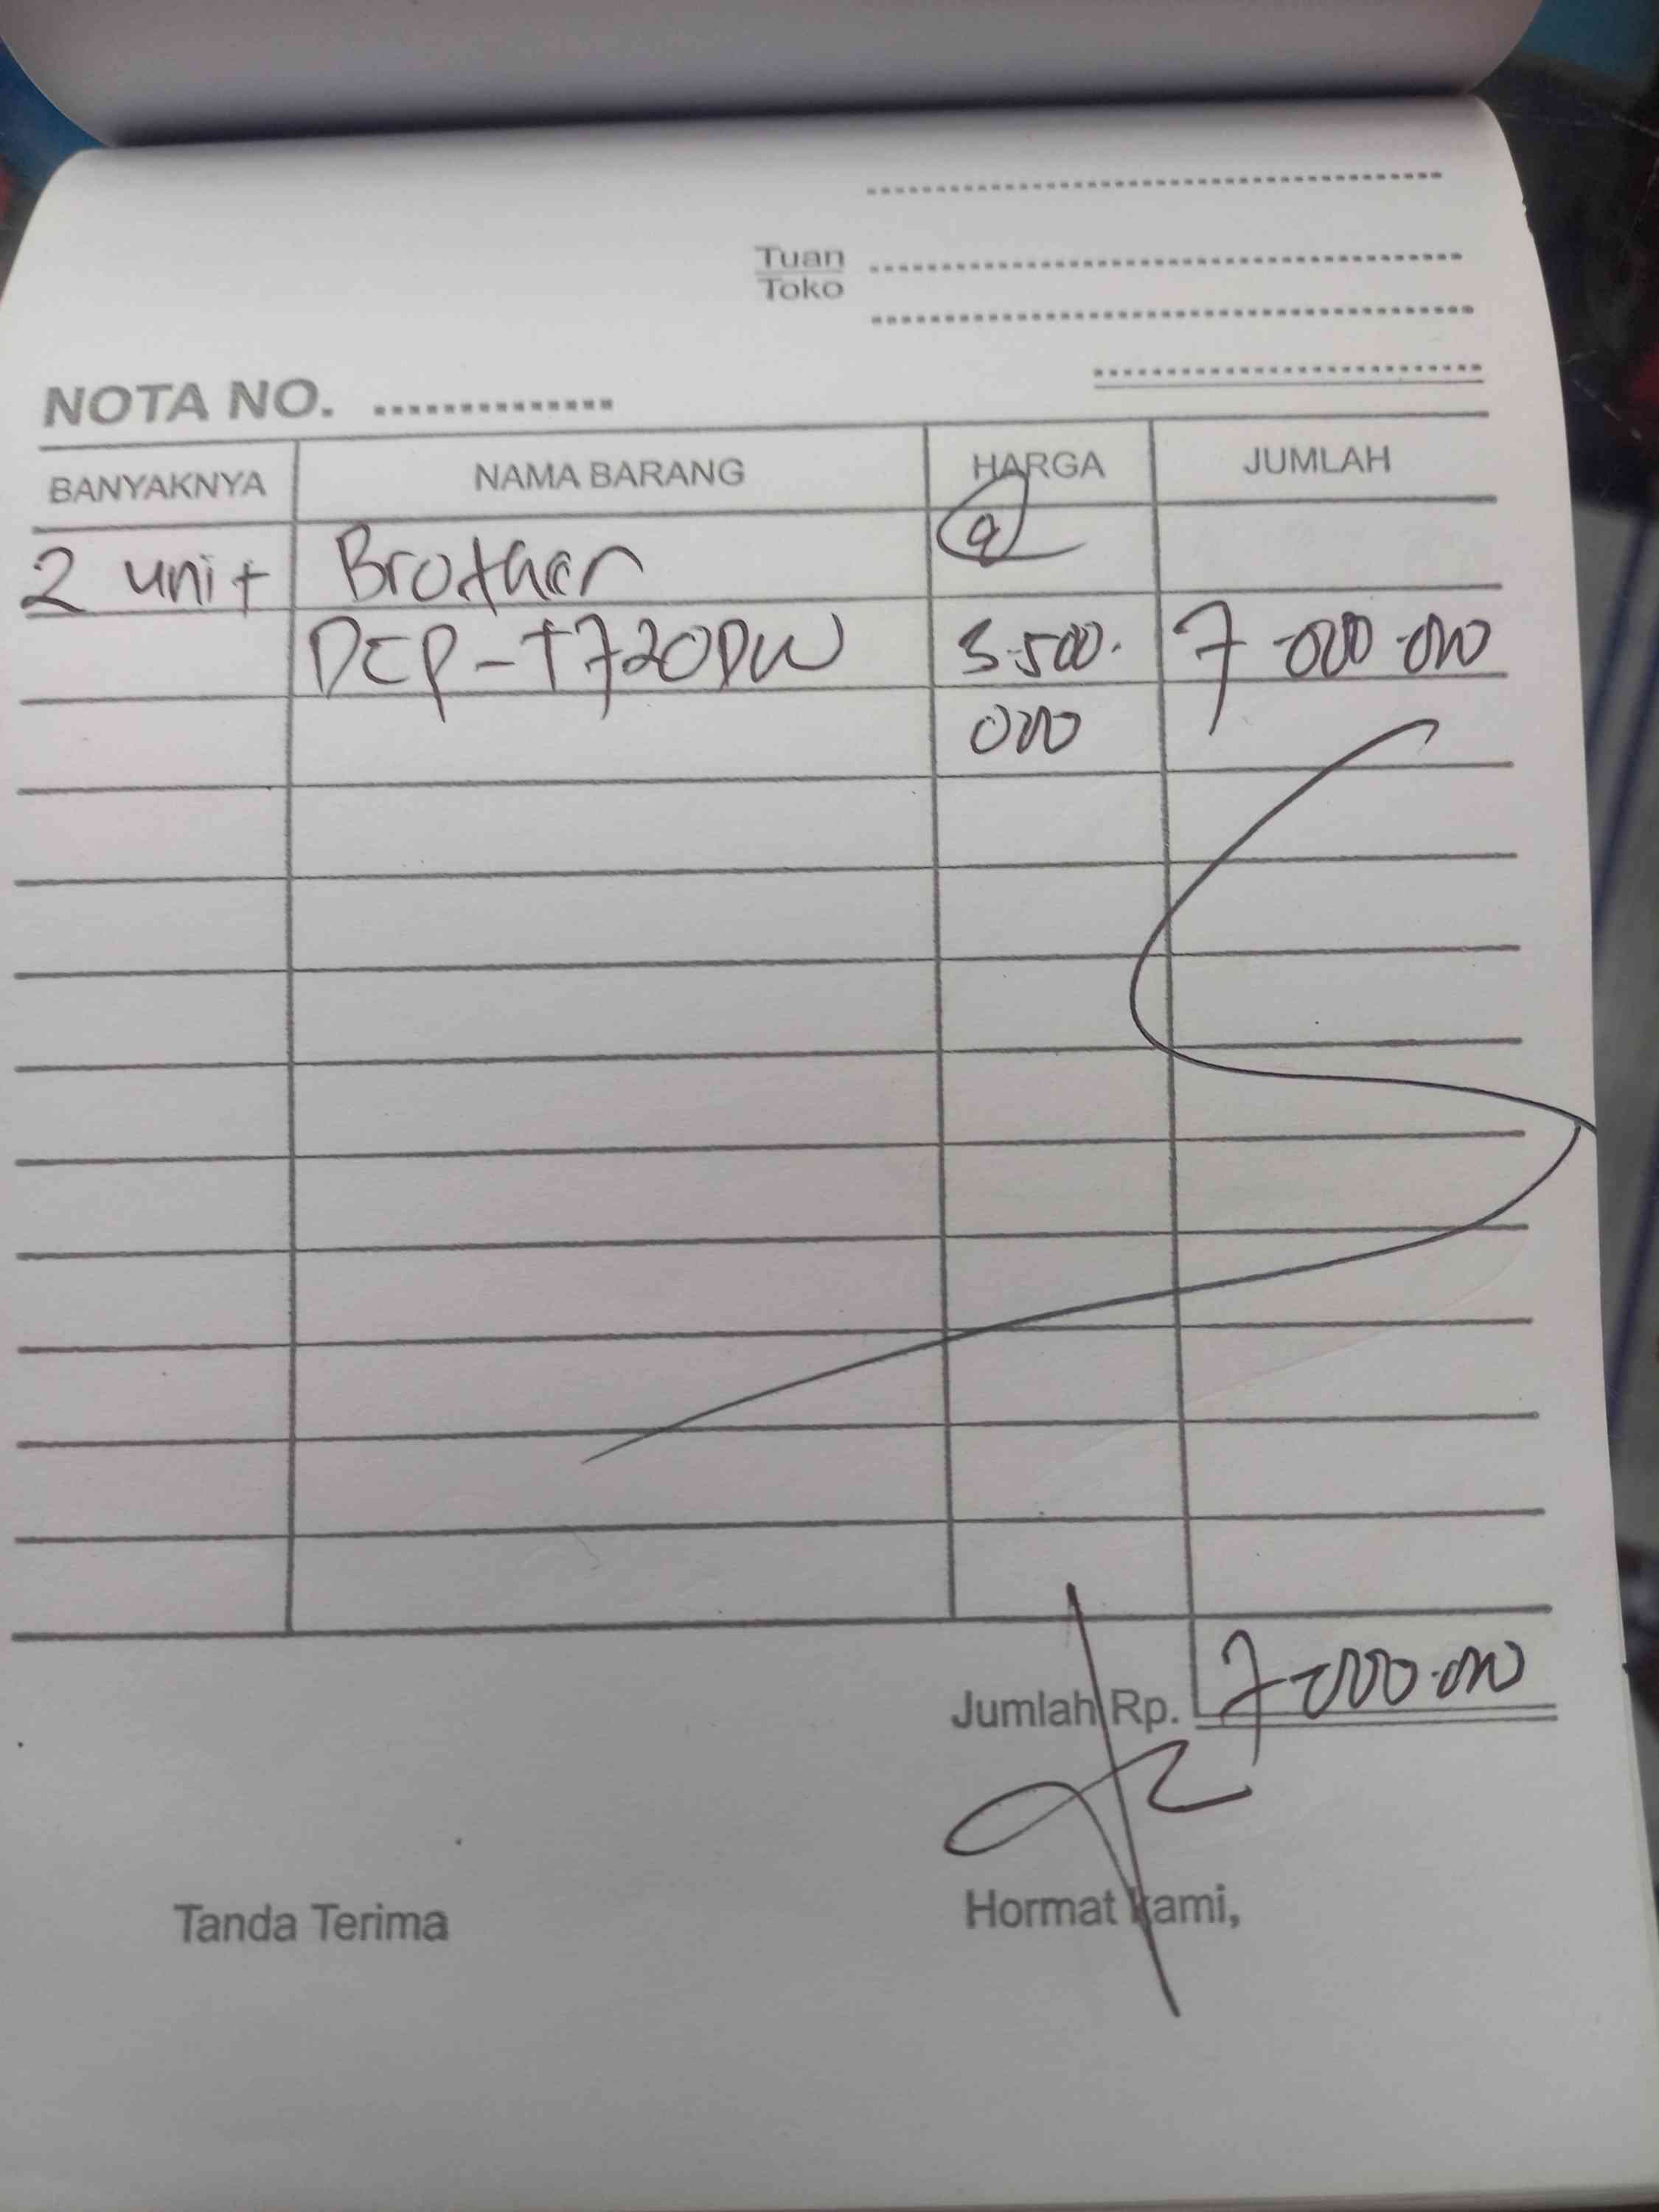 Tuan
Toko
NOTA NO.
BANYAKNYA NAMA BARANG HARGA JUMLAH
2 unit Brother @
DCP-T720DW 3.500. 7.000.000
000
Jumlah Rp. 7.000.000
Tanda Terima Hormat kami,